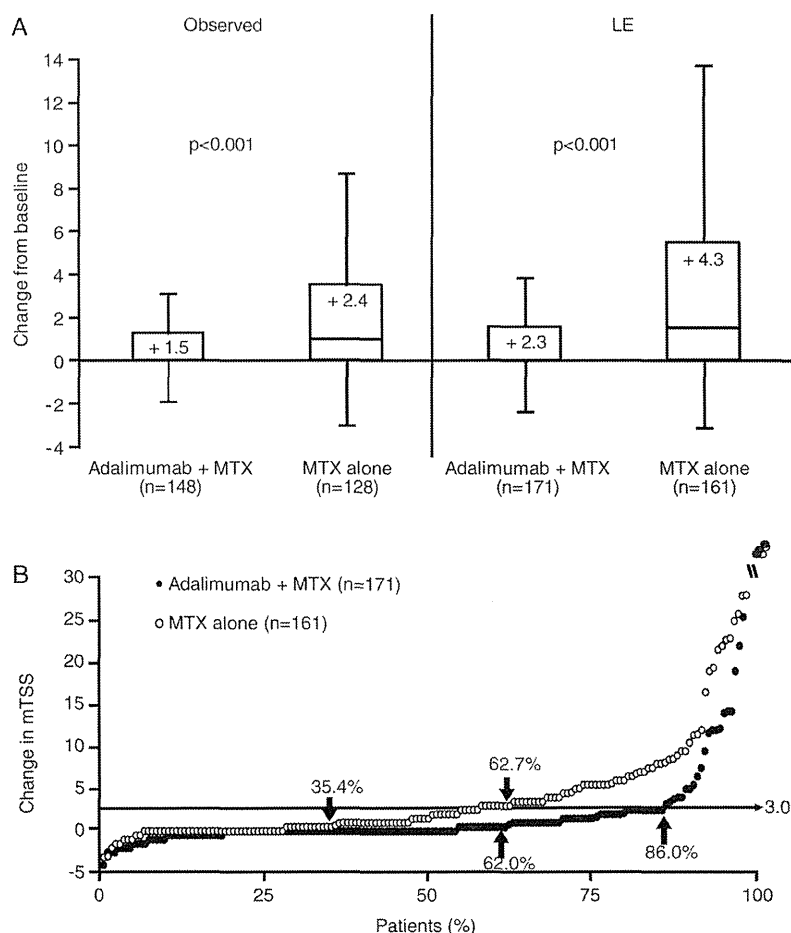 A
Observed
LE
Change from baseline
14
12
10
8
6
4
2
0
-2
-4
p<0.001
p<0.001
+ 1.5
+ 2.4
+ 2.3
+ 4.3
Adalimumab + MTX
(n=148)
MTX alone
(n=128)
Adalimumab + MTX
(n=171)
MTX alone
(n=161)
B
Change in mTSS
30
25
20
15
10
5
0
-5
Adalimumab + MTX (n=171)
MTX alone (n=161)
35.4%
62.7%
3.0
62.0%
86.0%
0
25
50
75
100
Patients (%)